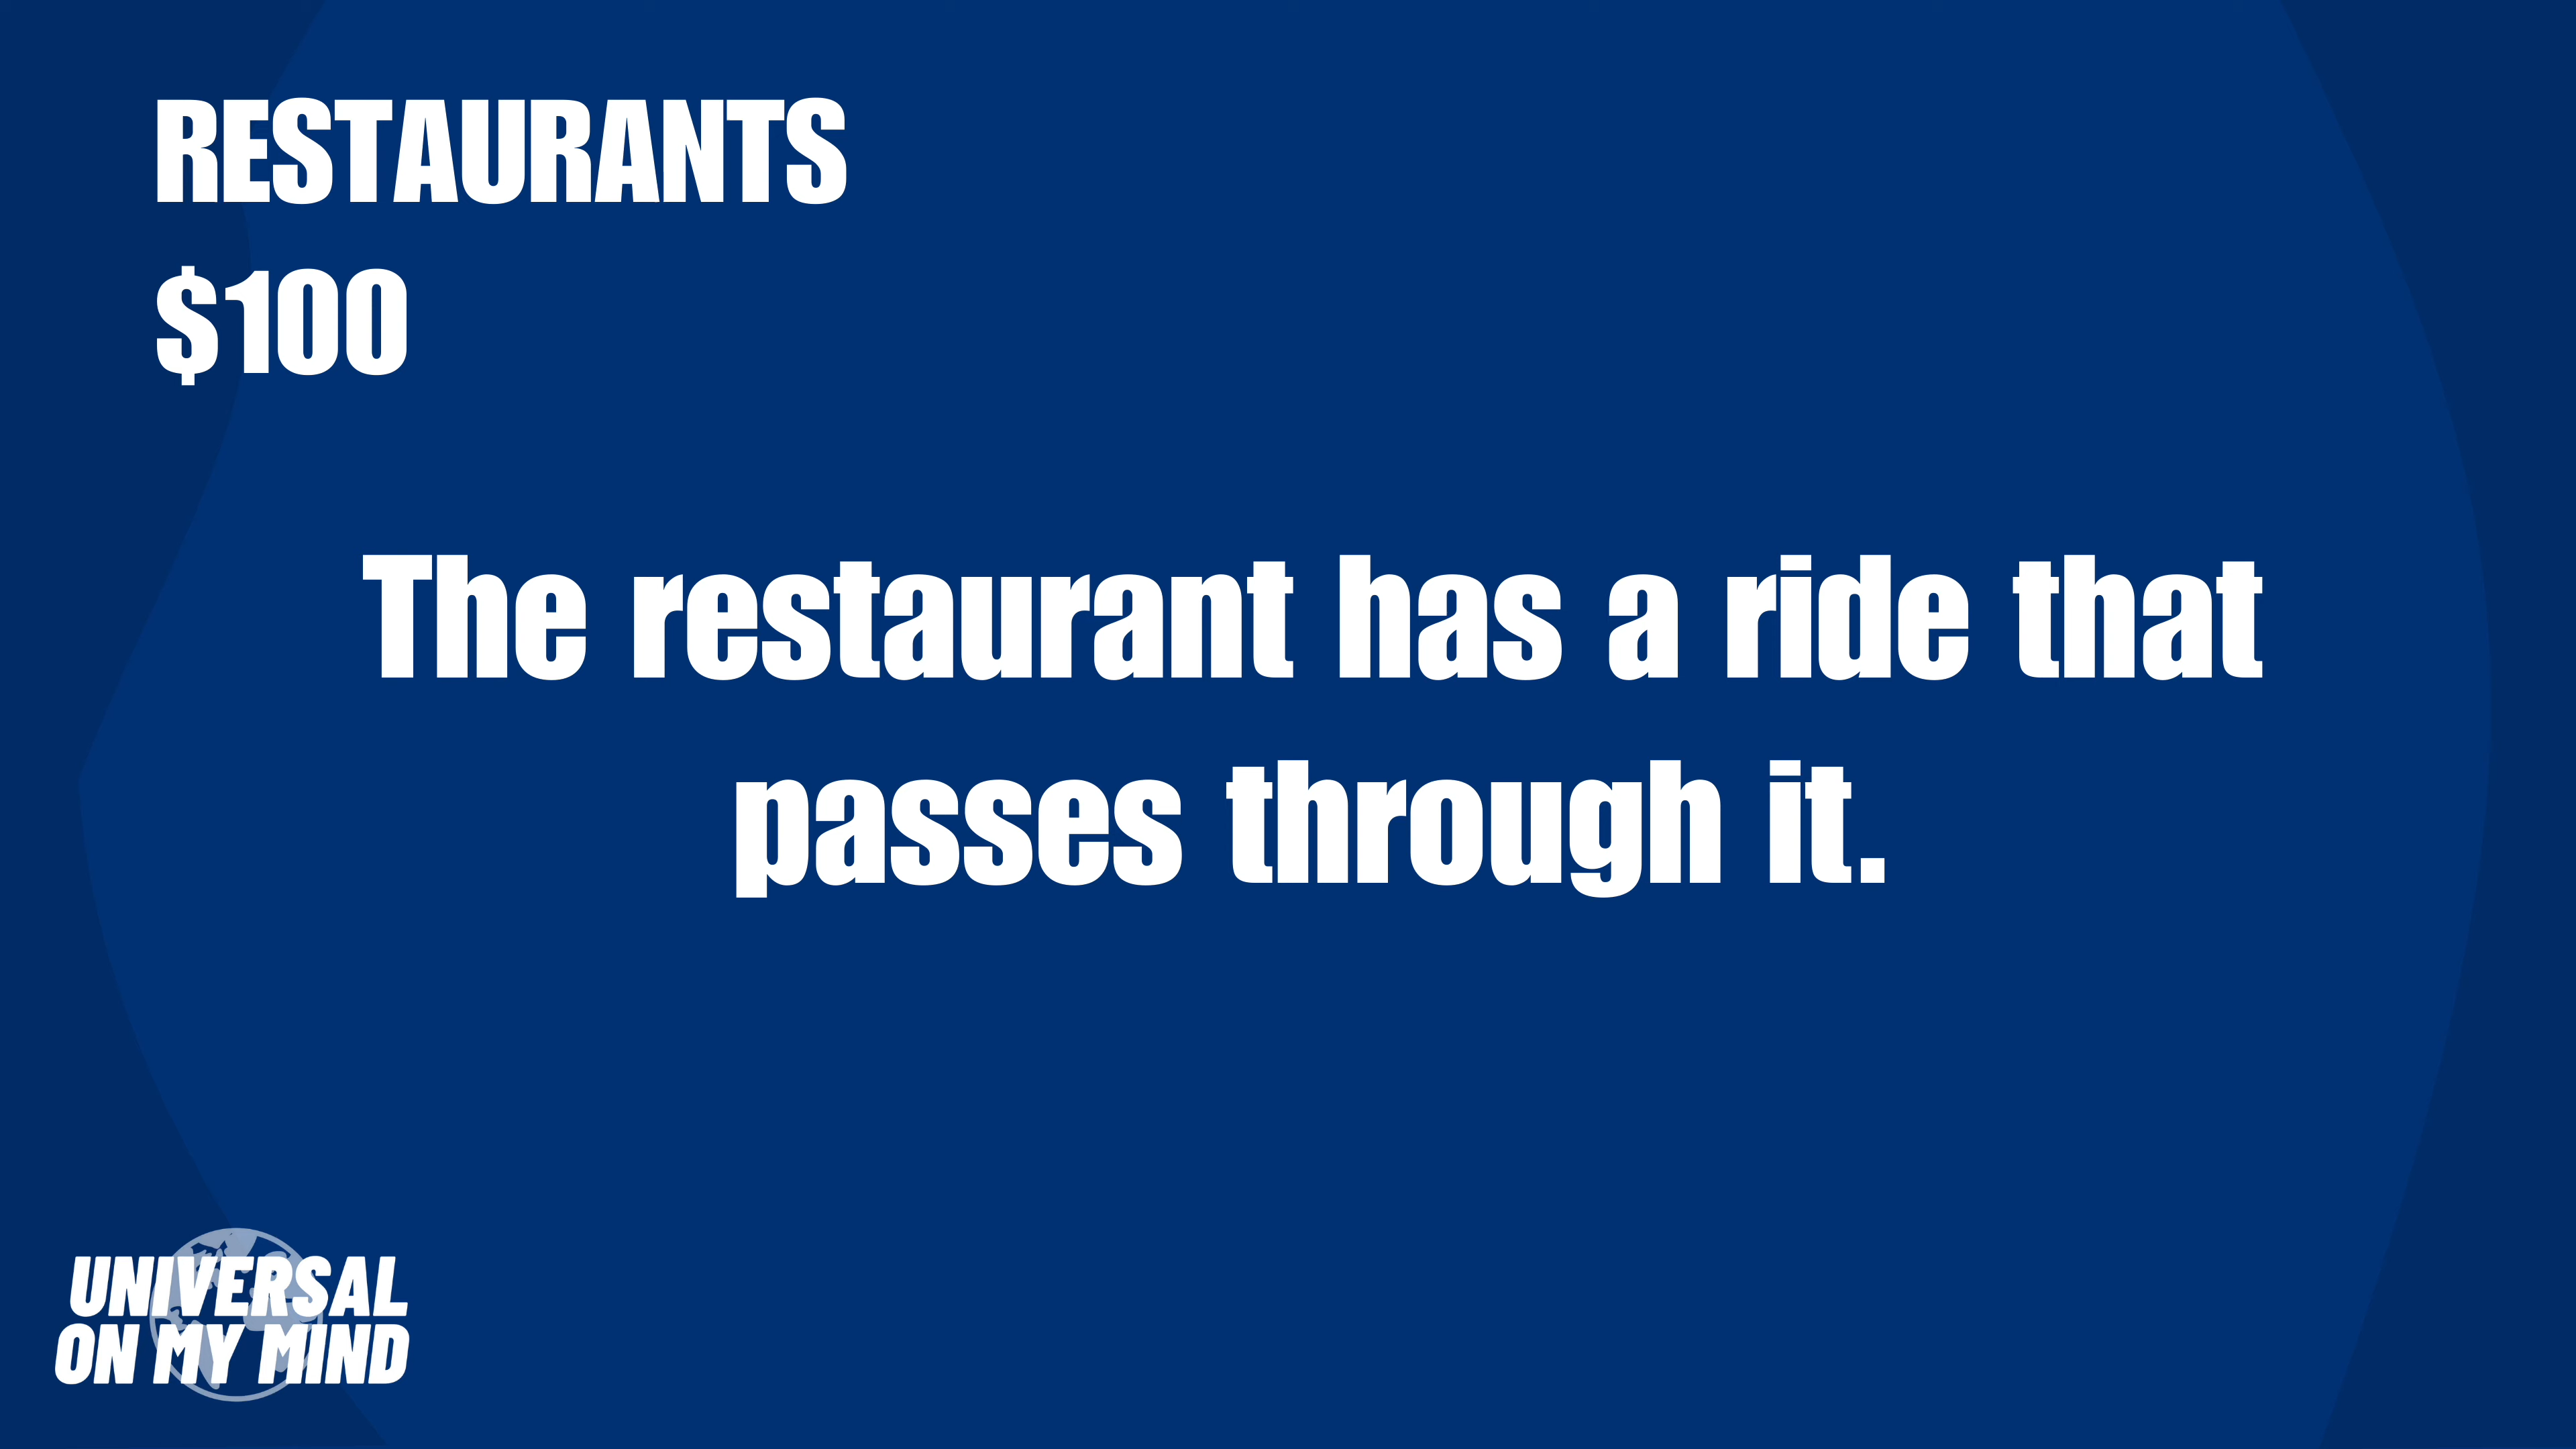 RESTAURANTS
$100
The restaurant has a ride that
passes through it.
UNIVERSAL
ON MY MIND